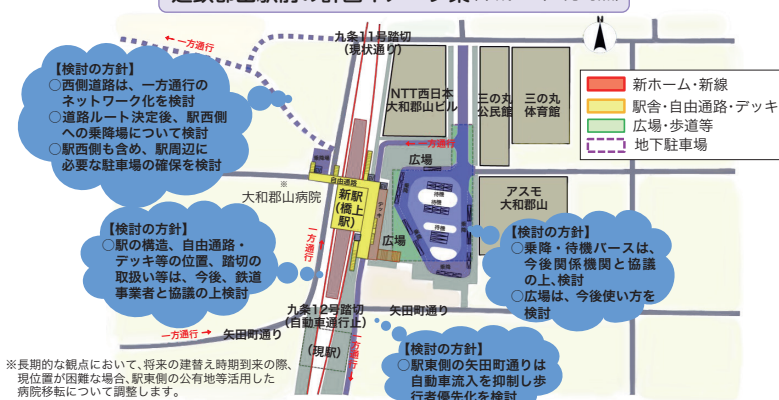 九条11号踏切
(現状通り)
一方通行
【検討の方針】
○西側道路は、一方通行の
ネットワーク化を検討
○道路ルート決定後、駅西側
への乗降場について検討
○駅西側も含め、駅周辺に
必要な駐車場の確保を検討
NTT西日本
大和郡山ビル
三の丸
公民館
三の丸
体育館
新ホーム・新線
駅舎・自由通路・デッキ
広場・歩道等
地下駐車場
一方通行
広場
自由通路
※
大和郡山病院
新駅
(橋上
駅)
デッキ
待機
待機
待機
アスモ
大和郡山
広場
一方通行
【検討の方針】
○駅の構造、自由通路・
デッキ等の位置、踏切の
取扱い等は、今後、鉄道
事業者と協議の上検討
【検討の方針】
○乗降・待機バースは、
今後関係機関と協議
の上、検討
○広場は、今後使い方を
検討
九条12号踏切
(自動車通行止)
矢田町通り
一方通行
矢田町通り
(現駅)
一方通行
【検討の方針】
○駅東側の矢田町通りは
自動車流入を抑制し歩
行者優先化を検討
※長期的な観点において、将来の建替え時期到来の際、
現位置が困難な場合、駅東側の公有地等活用した
病院移転について調整します。